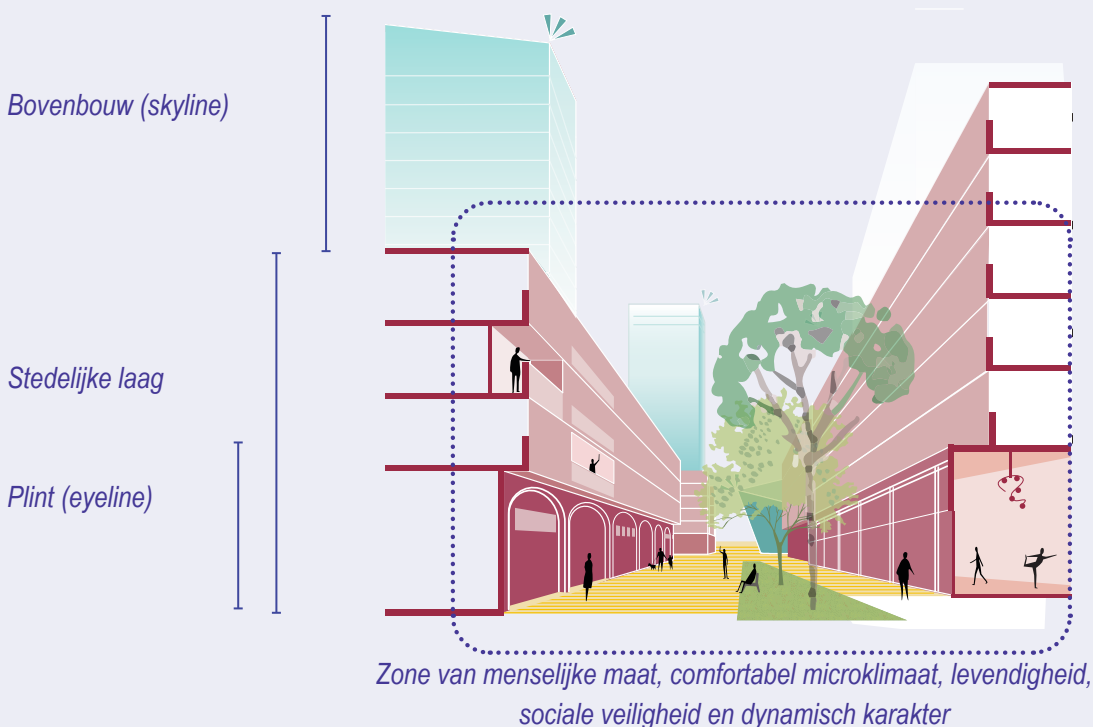 Bovenbouw (skyline)
Stedelijke laag
Plint (eyeline)
Zone van menselijke maat, comfortabel microklimaat, levendigheid,
sociale veiligheid en dynamisch karakter